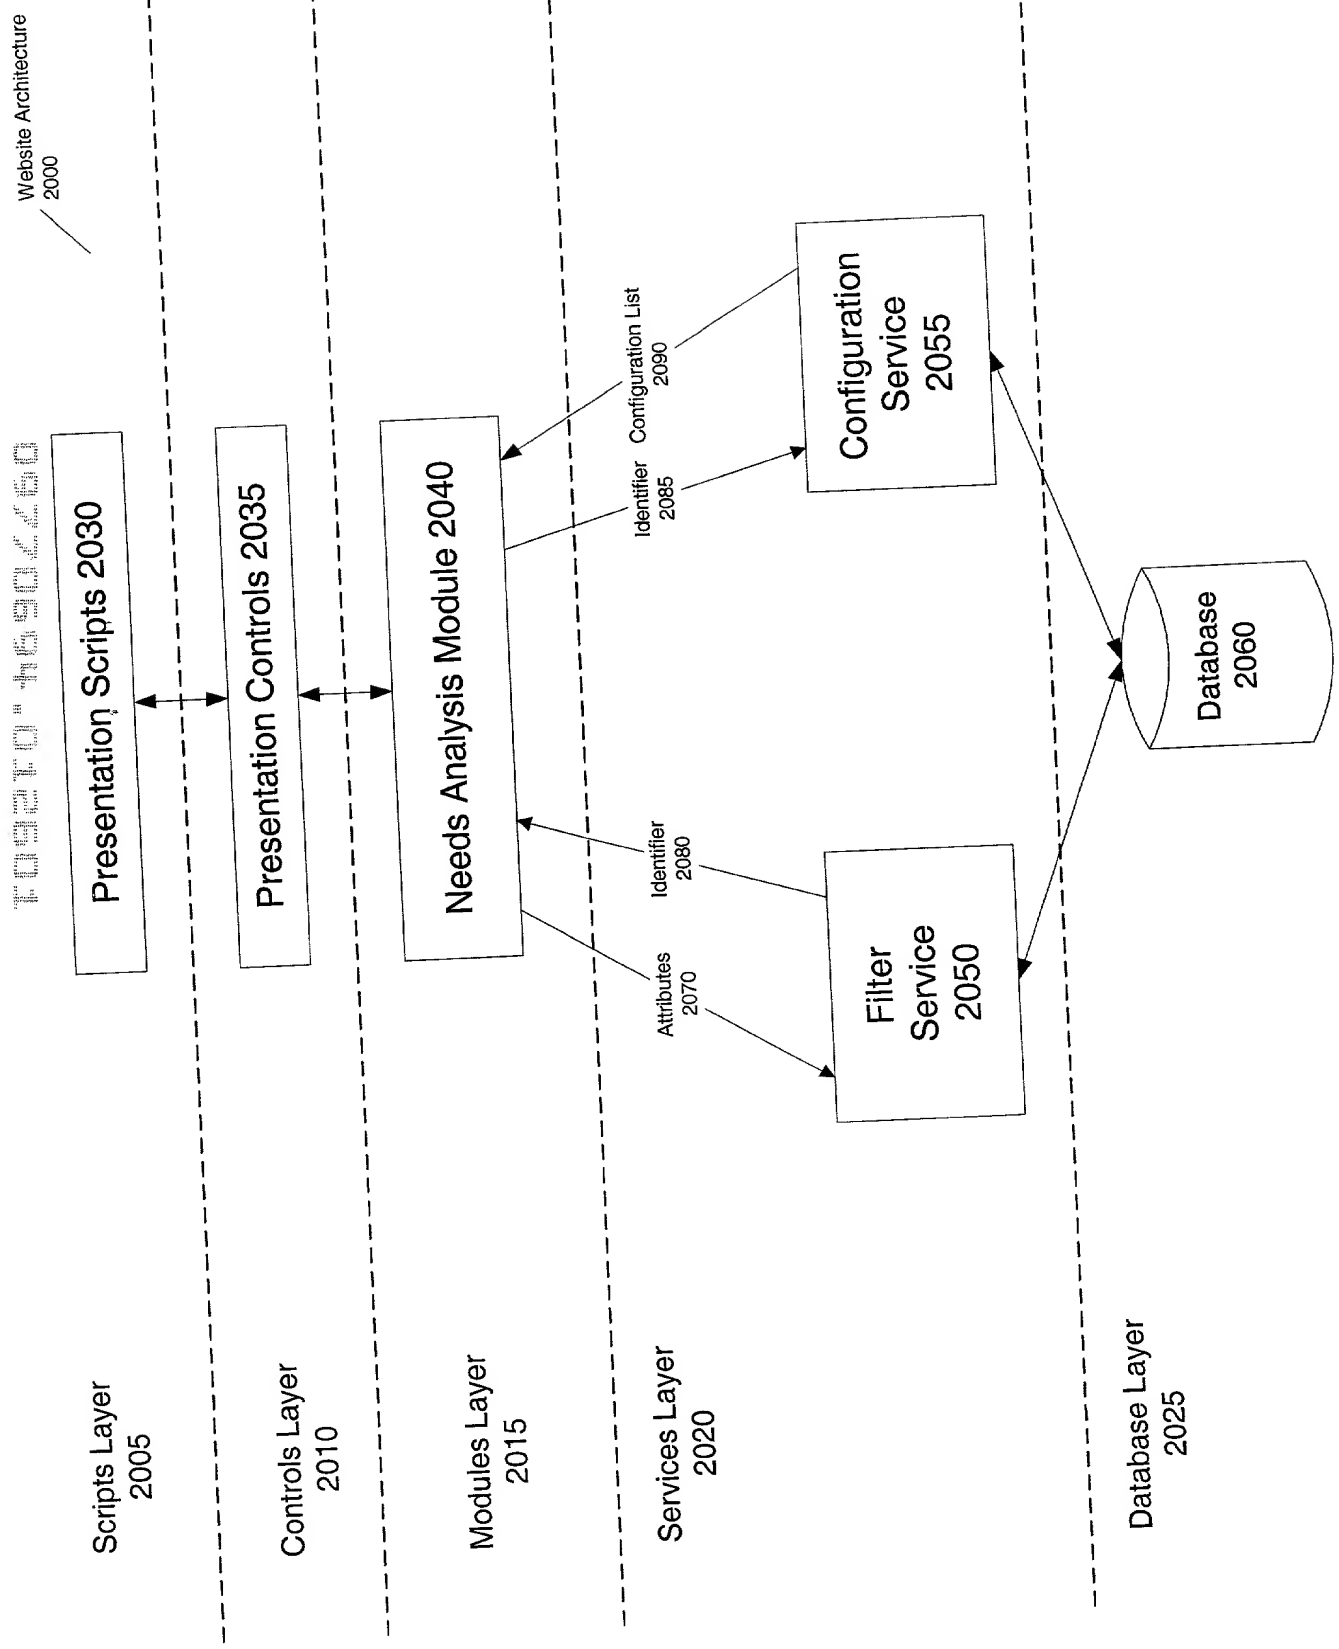 Website Architecture
2000
Scripts Layer
2005
Presentation Scripts 2030
Controls Layer
2010
Presentation Controls 2035
Modules Layer
2015
Needs Analysis Module 2040
Services Layer
2020
Attributes
2070
Identifier
2080
Identifier
2085
Configuration List
2090
Filter
Service
2050
Configuration
Service
2055
Database Layer
2025
Database
2060